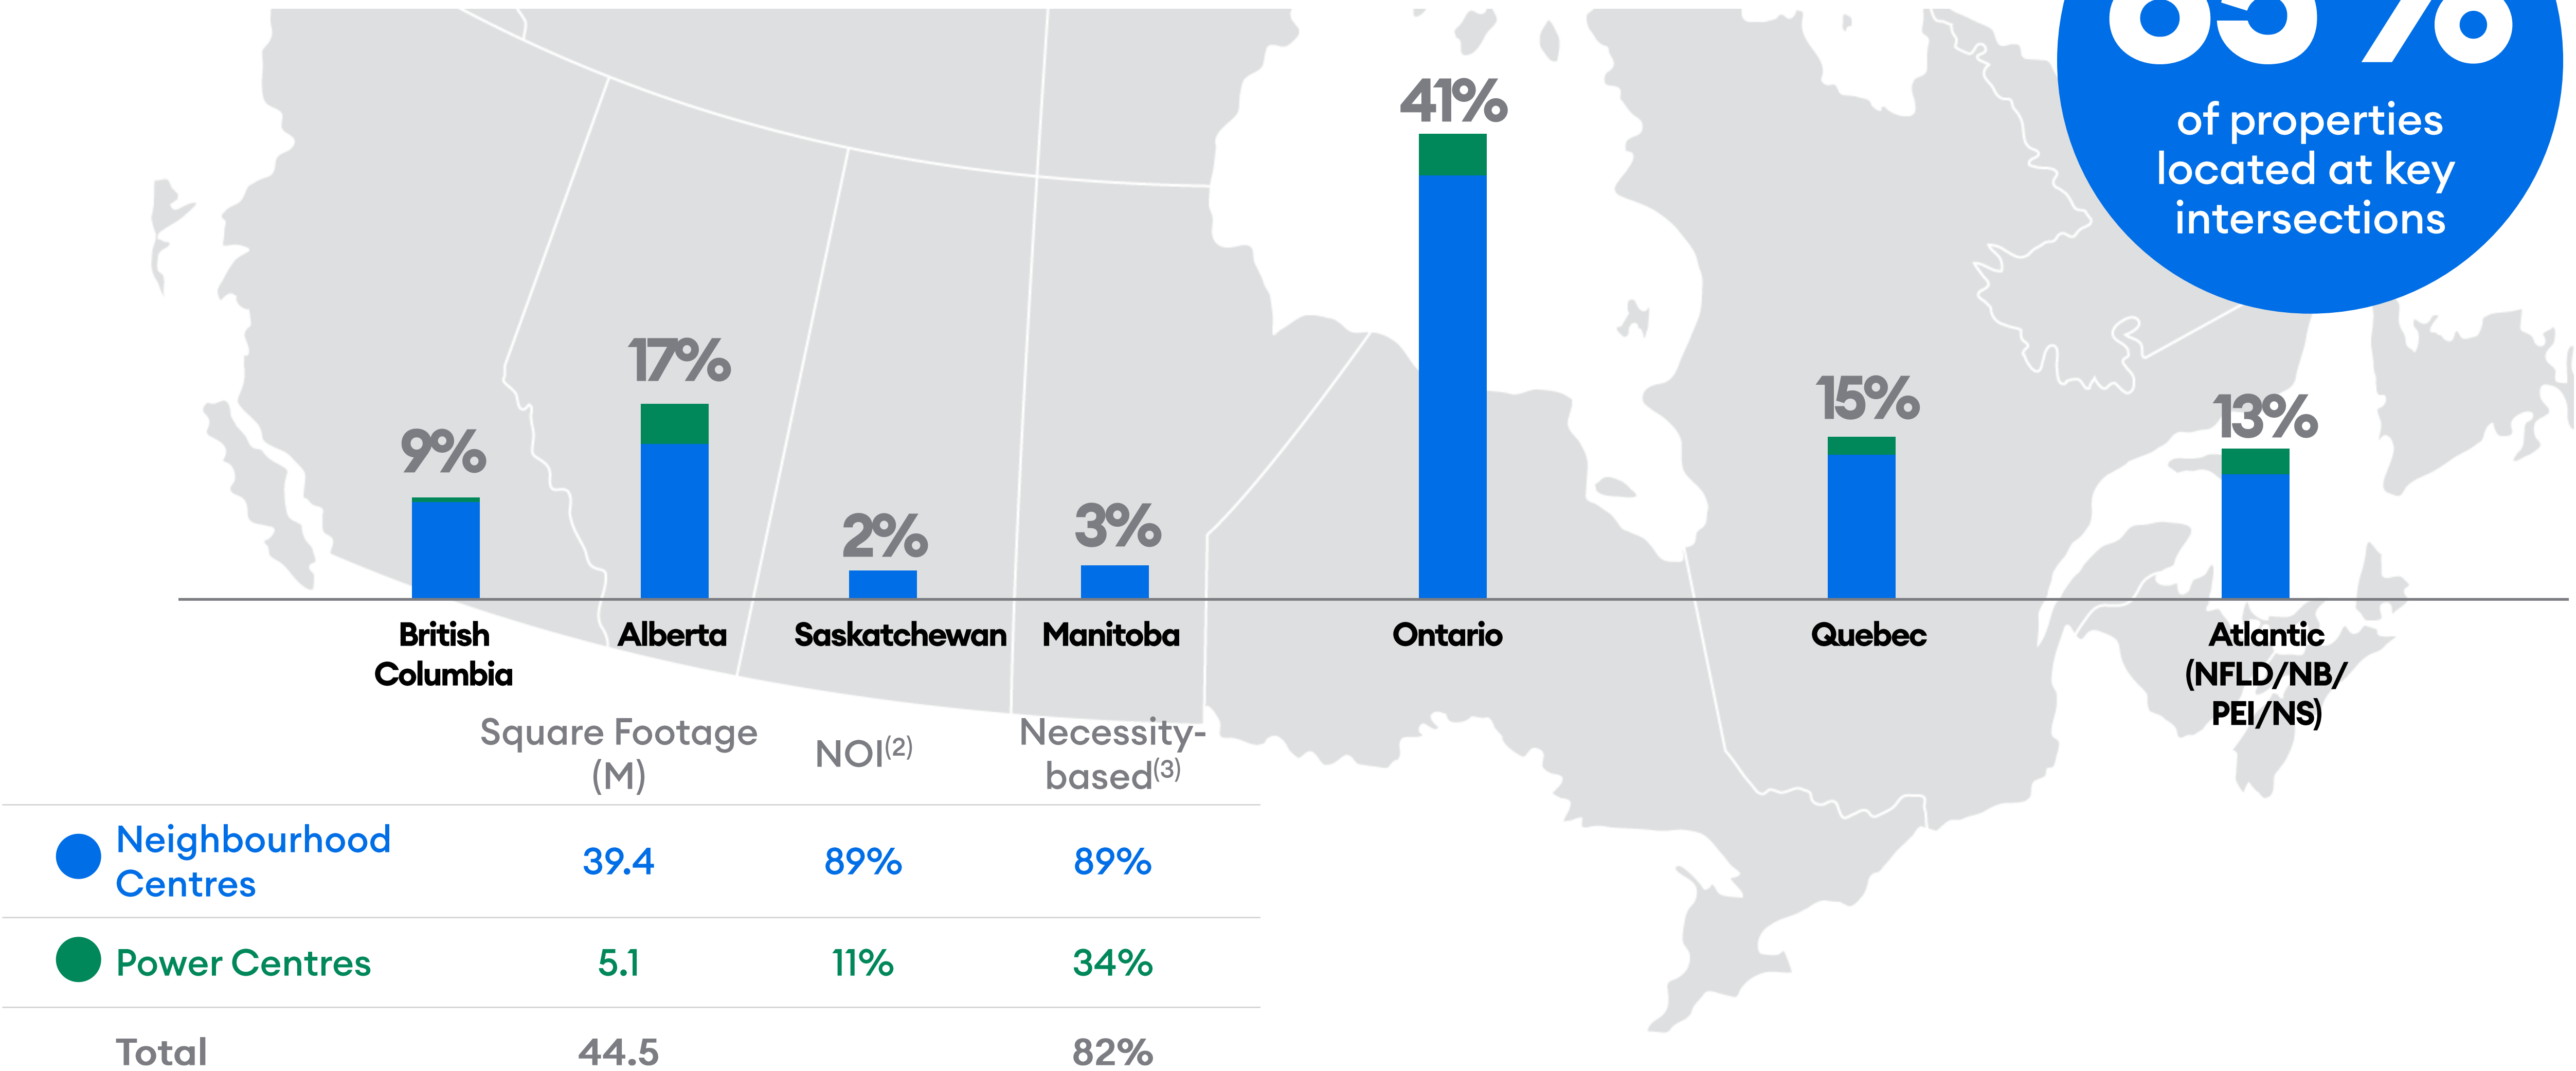 of properties
located at key
intersections
41%
17%
15%
13%
9%
2%
3%
British
Columbia
Alberta
Saskatchewan
Manitoba
Ontario
Quebec
Atlantic
(NFLD/NB/
PEI/NS)
Square Footage
(M)
NOI(2)
Necessity-
based(3)
Neighbourhood
Centres
39.4
89%
89%
Power Centres
5.1
11%
34%
Total
44.5
82%